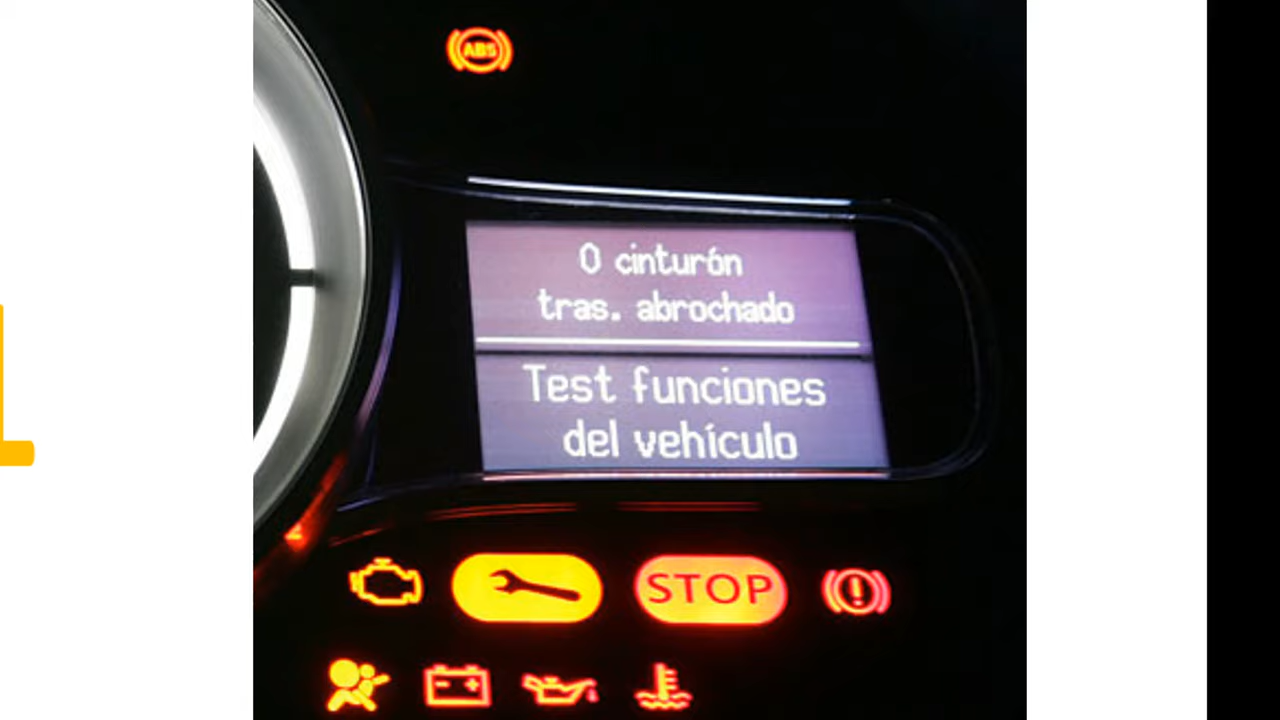 ABS
0 cinturón
tras. abrochado
Test funciones
del vehículo
STOP